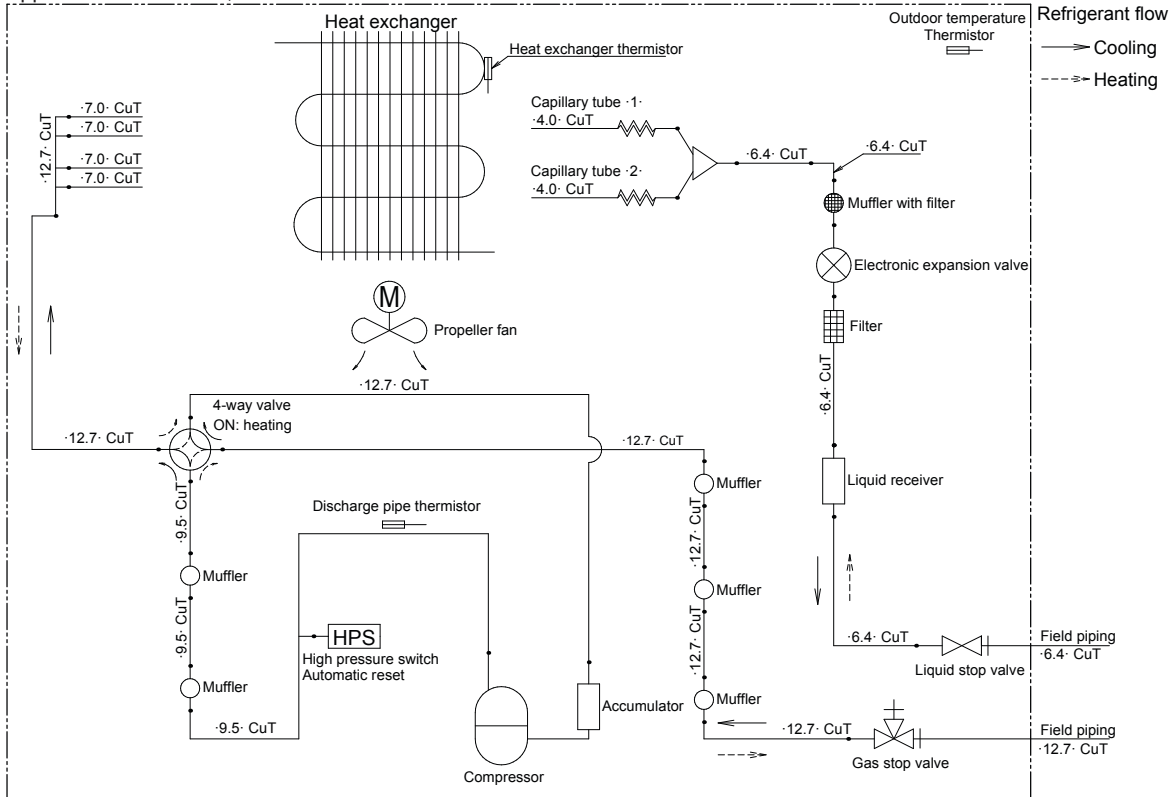 Heat exchanger
Outdoor temperature
Thermistor
Refrigerant flow
Cooling
Heating
Heat exchanger thermistor
·7.0· CuT
·7.0· CuT
·7.0· CuT
·7.0· CuT
·12.7· CuT
Capillary tube ·1·
·4.0· CuT
Capillary tube ·2·
·4.0· CuT
·6.4· CuT
·6.4· CuT
Muffler with filter
Electronic expansion valve
Filter
M
Propeller fan
·6.4· CuT
·12.7· CuT
4-way valve
ON: heating
·12.7· CuT
·12.7· CuT
Liquid receiver
Muffler
·9.5· CuT
Discharge pipe thermistor
·12.7· CuT
Muffler
Muffler
·9.5· CuT
·12.7· CuT
HPS
High pressure switch
Automatic reset
·6.4· CuT
Field piping
·6.4· CuT
Liquid stop valve
Muffler
Muffler
Accumulator
·9.5· CuT
·12.7· CuT
Field piping
·12.7· CuT
Gas stop valve
Compressor